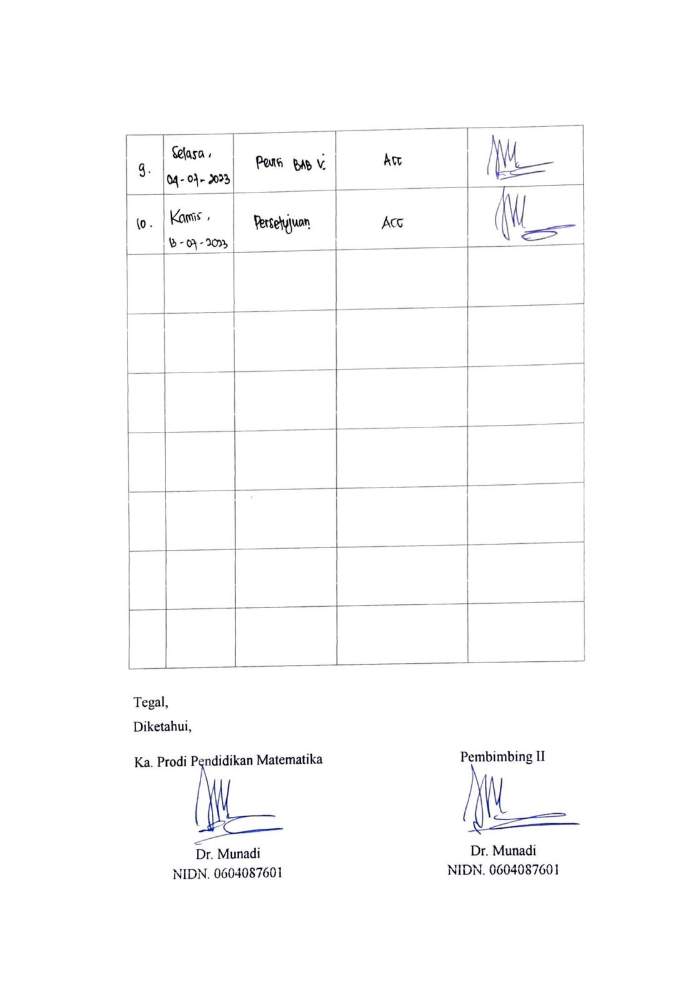 9.
Selasa,
04-07-2023
BAB V.
Acc
10.
Kamis,
13-07-2023
Persetujuan
Acc
Tegal,
Diketahui,
Ka. Prodi Pendidikan Matematika
Pembimbing II
Dr. Munadi
NIDN. 0604087601
Dr. Munadi
NIDN. 0604087601